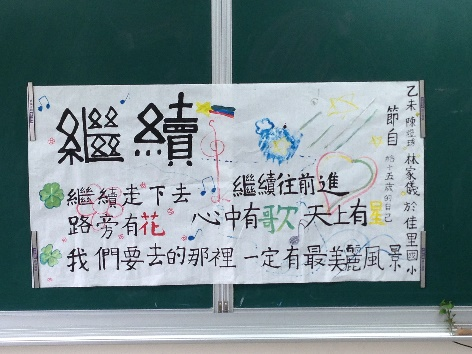 繼續
繼續走下去 繼續往前進
路旁有花 心中有歌 天上有星
我們要去的那裡 一定有最美麗風景
節自 給十五歲的自己
乙未 陳 林家儀 於佳里國小